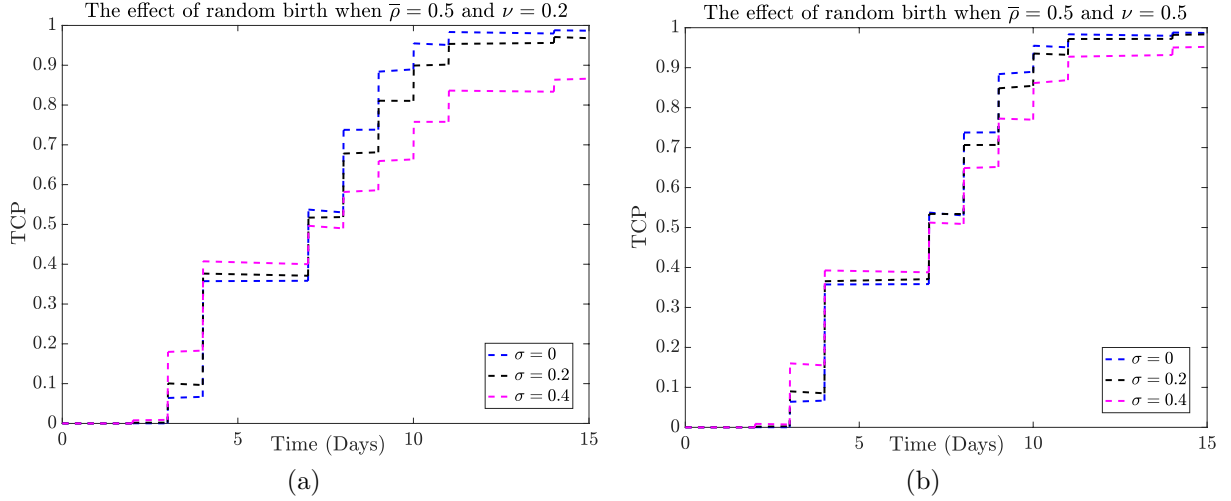 The effect of random birth when ρ̄ = 0.5 and ν = 0.2
1
0.9
0.8
0.7
0.6
0.5
0.4
0.3
0.2
0.1
0
TCP
σ = 0
σ = 0.2
σ = 0.4
0 5 10 15
Time (Days)
(a)
The effect of random birth when ρ̄ = 0.5 and ν = 0.5
1
0.9
0.8
0.7
0.6
0.5
0.4
0.3
0.2
0.1
0
TCP
σ = 0
σ = 0.2
σ = 0.4
0 5 10 15
Time (Days)
(b)